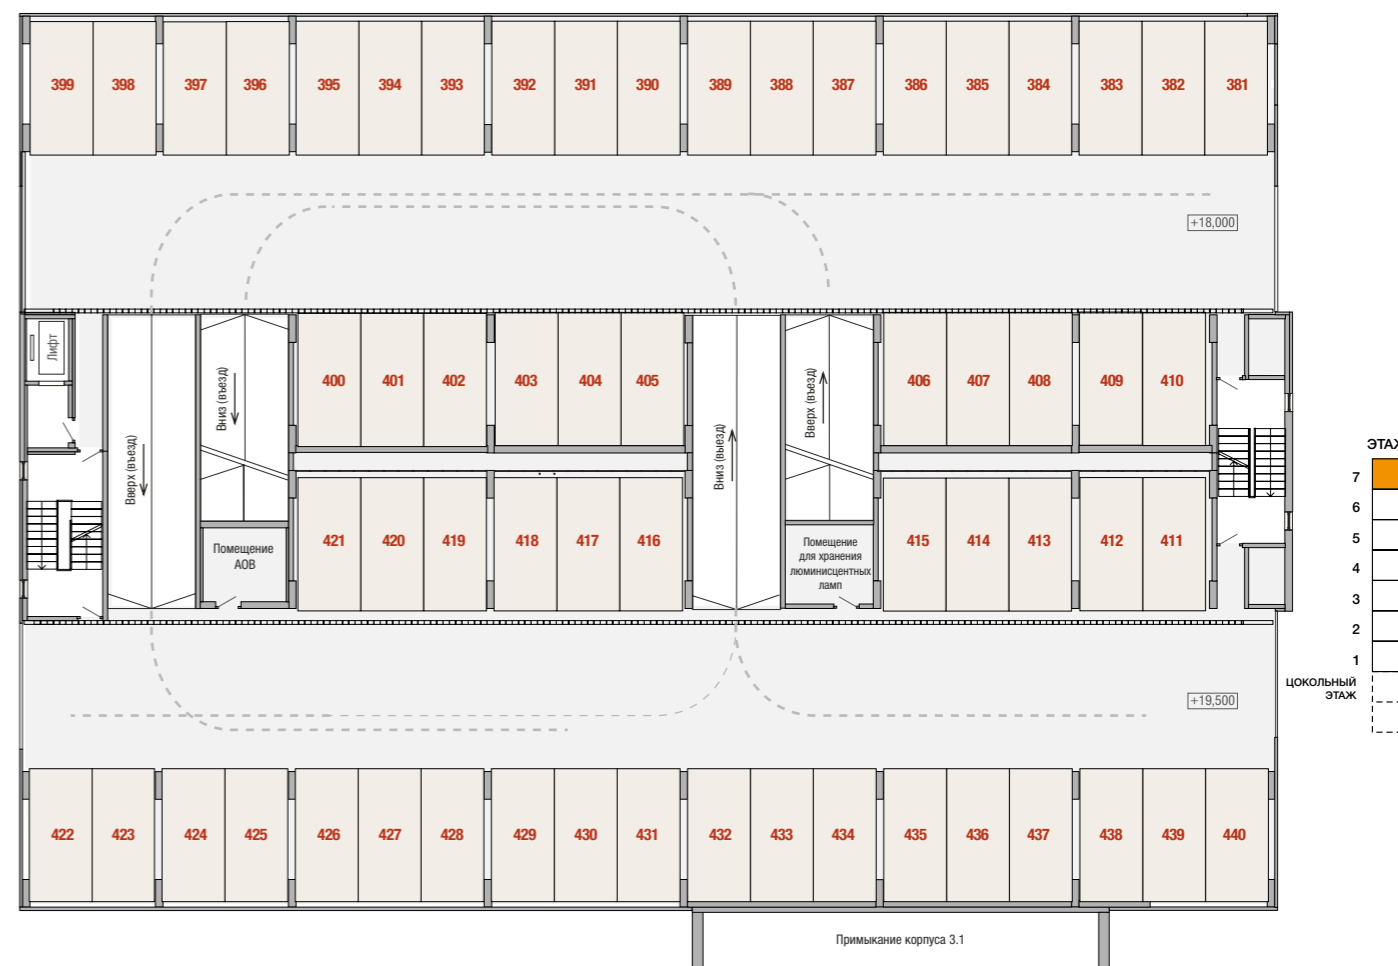 399 398 397 396 395 394 393 392 391 390 389 388 387 386 385 384 383 382 381
+18,000
Лифт
Вверх (въезд)
Вниз (въезд)
400 401 402 403 404 405
Вниз (выезд)
Вверх (въезд)
406 407 408 409 410
421 420 419 418 417 416
415 414 413 412 411
Помещение
АОВ
Помещение
для хранения
люминисцентных
ламп
+19,500
422 423 424 425 426 427 428 429 430 431 432 433 434 435 436 437 438 439 440
Примыкание корпуса 3.1
ЭТАЖ
7
6
5
4
3
2
1
ЦОКОЛЬНЫЙ
ЭТАЖ